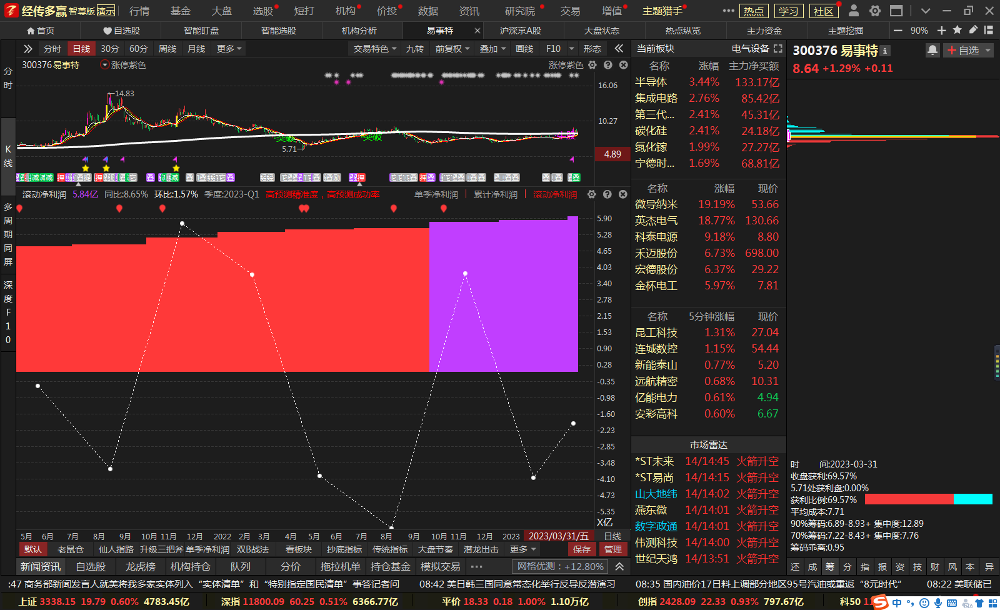 经传多赢 智尊版 演示 行情 基金 大盘 选股 短打 机构 价投 数据 资讯 研究院 交易 增值 主题猎手 热点 学习 社区
首页 自选股 智能盯盘 智能选股 机构分析 易事特 沪深京A股 大盘状态 热点纵览 主力资金 主题挖掘 90%
分时 日线 30分 60分 周线 月线 更多 交易特色 九转 前复权 叠加 画线 F10 形态
300376易事特 涨停紫色 涨停紫色
分时
K线
多周期同屏
深度F10
16.06
14.83
10.27
突破 突破
5.71
4.89
滚动净利润 5.84亿 同比:8.65% 环比:1.57% 季度:2023-Q1 高预测精准度，高预测成功率 单季净利润 累计净利润 滚动净利润
5.90
5.28
4.65
4.03
3.40
2.78
2.15
1.53
0.90
0.28
-0.35
-0.98
-1.60
-2.23
-2.85
-3.48
-4.10
-4.73
-5.35
X亿
5月 6月 7月 8月 9月 10月 11月 12月 2022 2月 3月 4月 5月 6月 7月 8月 9月 10月 11月 12月 2023 2023/03/31/五 日线
默认 老鼠仓 仙人指路 升级三把斧 单季净利润 双B战法 看板块 抄底指标 传统指标 大盘节奏 潜龙出击 更多 保存 管理
新闻资讯 自选股 龙虎榜 机构持仓 队列 分价 拖拉机单 持仓基金 模拟交易 网格优测：+12.80%
当前板块 电气设备
名称 涨幅 主力净买额
半导体 3.44% 133.17亿
集成电路 2.76% 85.42亿
第三代... 2.41% 45.31亿
碳化硅 2.41% 24.18亿
氮化镓 1.99% 27.27亿
宁德时... 1.69% 68.81亿
名称 涨幅 现价
微导纳米 19.19% 53.66
英杰电气 18.77% 130.66
科泰电源 9.18% 8.80
禾迈股份 6.73% 698.00
宏德股份 6.37% 29.22
金杯电工 5.97% 7.81
名称 5分钟涨幅 现价
昆工科技 1.31% 27.04
连城数控 1.15% 54.44
新能泰山 0.77% 5.20
远航精密 0.68% 10.31
亿能电力 0.61% 4.94
安彩高科 0.60% 6.67
市场雷达
*ST未来 14/14:45 火箭升空
*ST易尚 14/14:15 火箭升空
山大地纬 14/14:02 火箭升空
燕东微 14/14:01 火箭升空
数字政通 14/14:01 火箭升空
伟测科技 14/14:00 火箭升空
世纪天鸿 14/13:51 火箭升空
300376 易事特 自选
8.64 +1.29% +0.11
时 间:2023-03-31
收盘获利:69.57%
5.71处获利盘:0.00%
获利比例:69.57%
平均成本:7.71
90%筹码:6.89-8.93+ 集中度:12.89
70%筹码:7.22-8.43+ 集中度:7.76
筹码乖离:0.95
还 成 筹 分 指 报 资 技 财 风 本 异
:47 商务部新闻发言人就美将我多家实体列入“实体清单”和“特别指定国民清单”事答记者问 08:42 美日韩三国同意常态化举行反导反潜演习 08:35 国内油价17日料上调部分地区95号汽油或重返“8元时代” 08:22 美联储已
上证 3338.15 19.79 0.60% 4783.45亿 深指 11800.09 60.25 0.51% 6366.77亿 平价 18.33 0.18 1.00% 1.10万亿 创指 2428.09 22.33 0.93% 797.67亿 科50 中